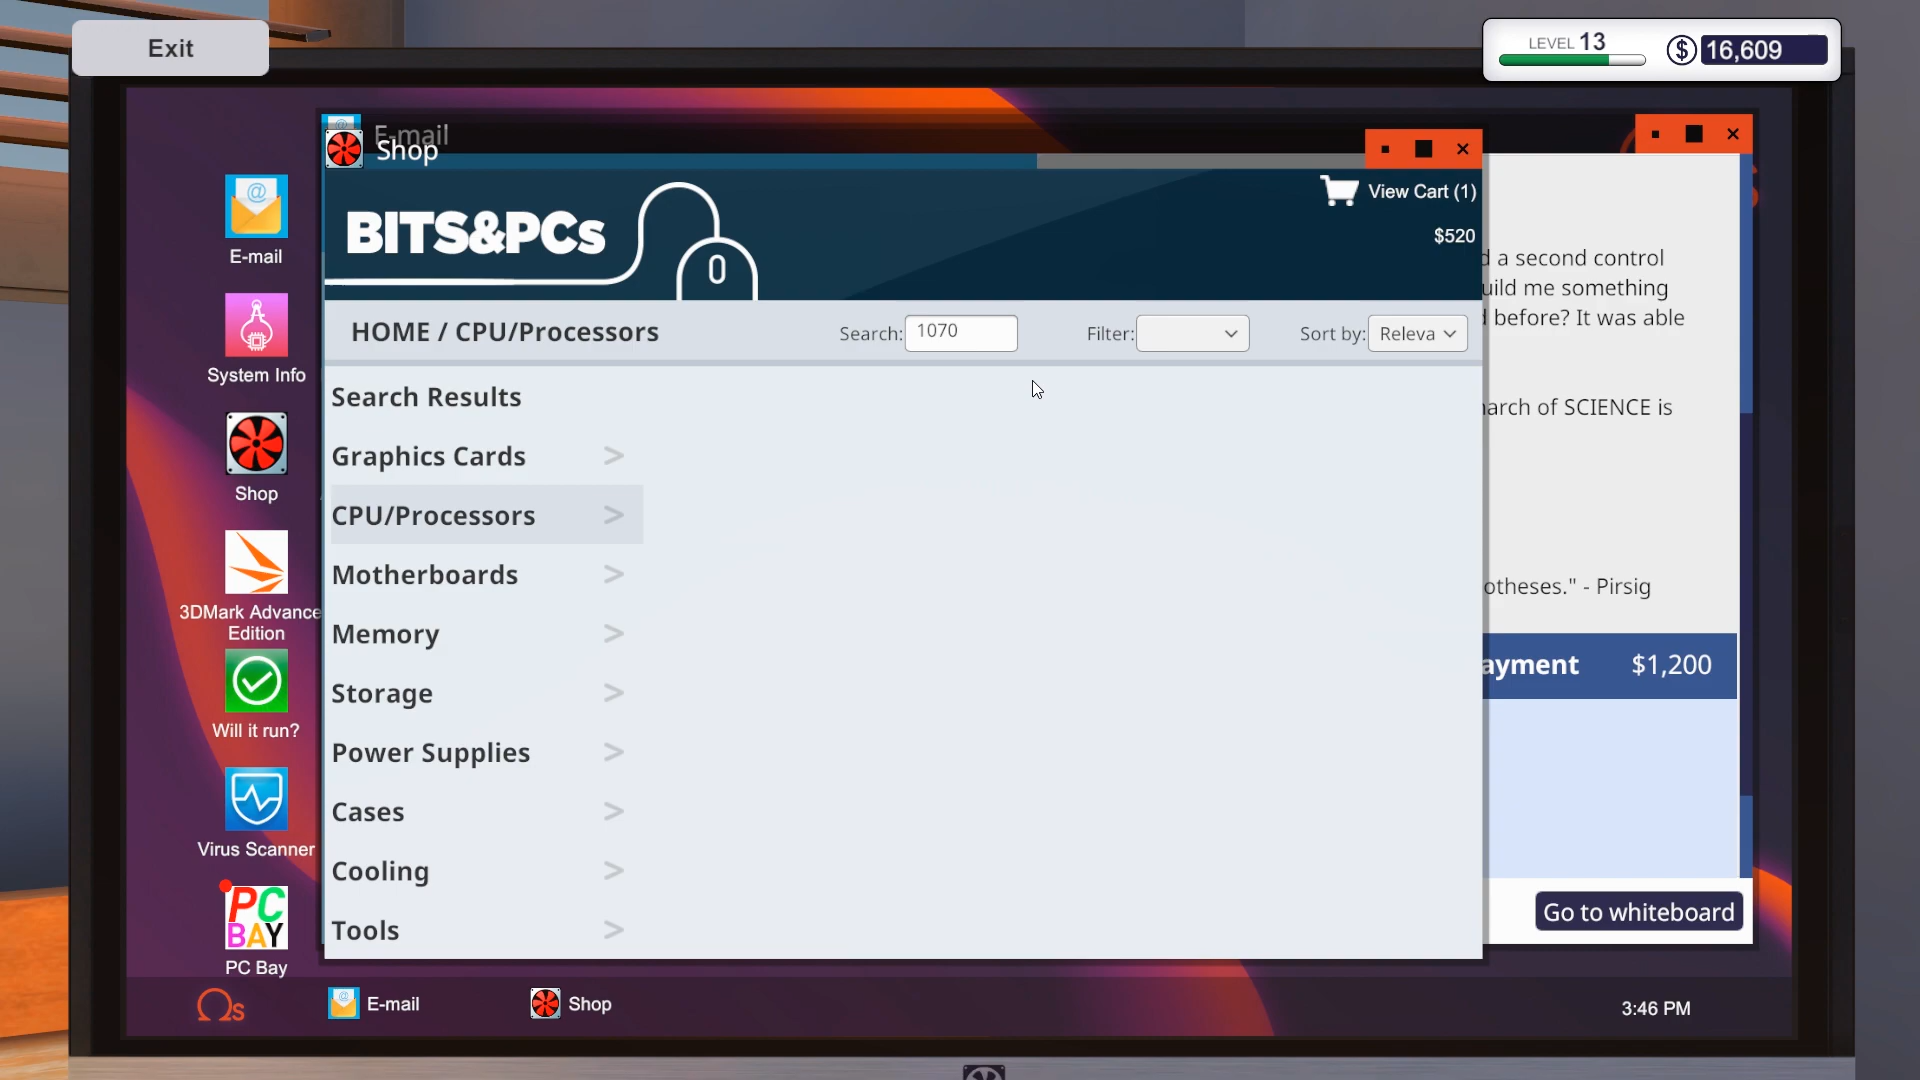 Exit
LEVEL 13
$ 16,609
E-mail
Shop
BITS&PCs
View Cart (1)
$520
HOME / CPU/Processors
Search: 1070
Filter:
Sort by: Releva
Search Results
Graphics Cards >
CPU/Processors >
Motherboards >
Memory >
Storage >
Power Supplies >
Cases >
Cooling >
Tools >
E-mail
System Info
Shop
3DMark Advance
Edition
Will it run?
Virus Scanner
PC
BAY
PC Bay
a second control
uild me something
before? It was able
arch of SCIENCE is
otheses." - Pirsig
ayment $1,200
Go to whiteboard
Ωs
E-mail
Shop
3:46 PM